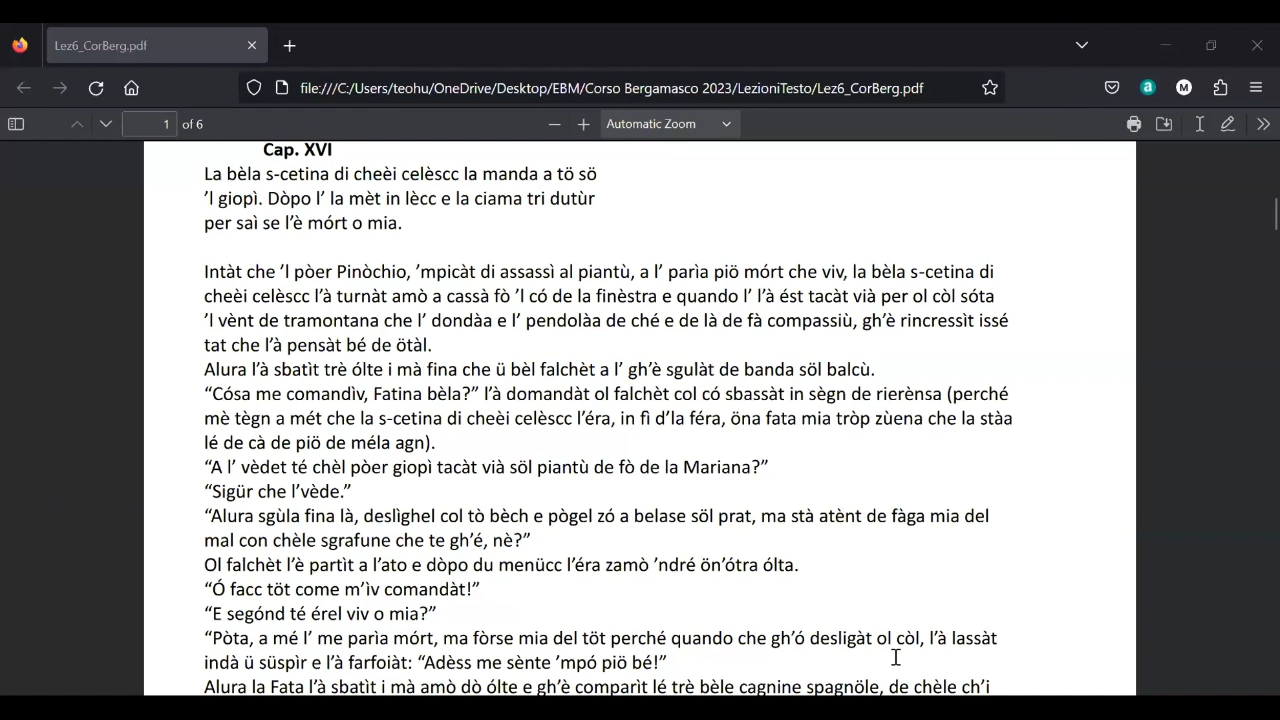 Lez6_CorBerg.pdf
file:///C:/Users/teohu/OneDrive/Desktop/EBM/Corso Bergamasco 2023/LezioniTesto/Lez6_CorBerg.pdf
1 of 6
Automatic Zoom
Cap. XVI
La bèla s-cetina di cheèi celèscc la manda a tö sö
’l giopì. Dòpo l’ la mèt in lècc e la ciama tri dutùr
per saì se l’è mórt o mia.
Intàt che ’l pòer Pinòchio, ’mpicàt di assassì al piantù, a l’ parìa piö mórt che viv, la bèla s-cetina di
cheèi celèscc l’à turnàt amò a cassà fò ’l có de la finèstra e quando l’ l’à ést tacàt vià per ol còl sóta
’l vènt de tramontana che l’ dondàa e l’ pendolàa de ché e de là de fà compassiù, gh’è rincressìt issé
tat che l’à pensàt bé de ötàl.
Alura l’à sbatìt trè ólte i mà fina che ü bèl falchèt a l’ gh’è sgulàt de banda söl balcù.
“Cósa me comandìv, Fatina bèla?” l’à domandàt ol falchèt col có sbassàt in sègn de rierènsa (perché
mè tègn a mét che la s-cetina di cheèi celèscc l’éra, in fì d’la féra, öna fata mia tròp zùena che la stàa
lé de cà de piö de méla agn).
“A l’ vèdet té chèl pòer giopì tacàt vià söl piantù de fò de la Mariana?”
“Sigür che l’vède.”
“Alura sgùla fina là, deslìghel col tò bèch e pògel zó a belase söl prat, ma stà atènt de fàga mia del
mal con chèle sgrafune che te gh’é, nè?”
Ol falchèt l’è partìt a l’ato e dòpo du menücc l’éra zamò ’ndré ön’ótra ólta.
“Ó facc töt come m’ìv comandàt!”
“E segónd té érel viv o mia?”
“Pòta, a mé l’ me parìa mórt, ma fòrse mia del töt perché quando che gh’ó desligàt ol còl, l’à lassàt
indà ü süspìr e l’à farfoiàt: “Adèss me sènte ’mpó piö bé!”
Alura la Fata l’à sbatìt i mà amò dò ólte e gh’è comparìt lé trè bèle cagnine spagnöle, de chèle ch’i